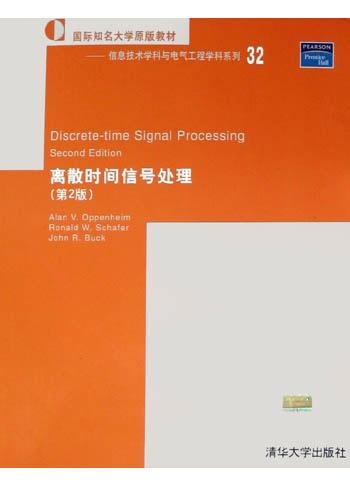 国际知名大学原版教材
—— 信息技术学科与电气工程学科系列 32
PEARSON
Prentice
Hall
Discrete-time Signal Processing
Second Edition
离散时间信号处理
(第2版)
Alan V. Oppenheim
Ronald W. Schafer
John R. Buck
清华大学出版社